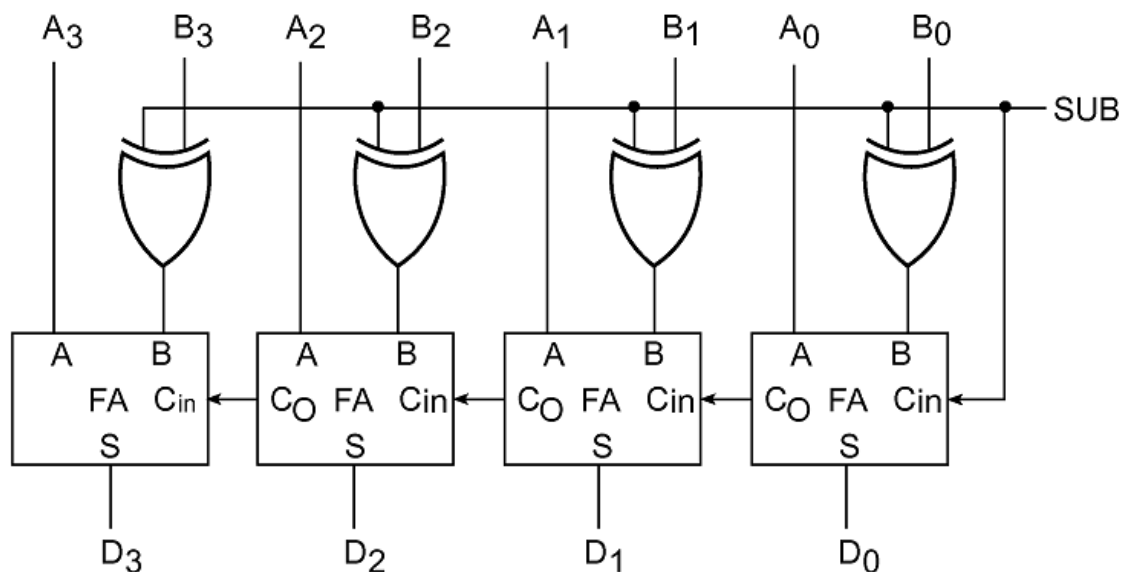 A3 B3 A2 B2 A1 B1 A0 B0
SUB
A B A B A B A B
FA Cin CO FA Cin CO FA Cin CO FA Cin
S S S S
D3 D2 D1 D0